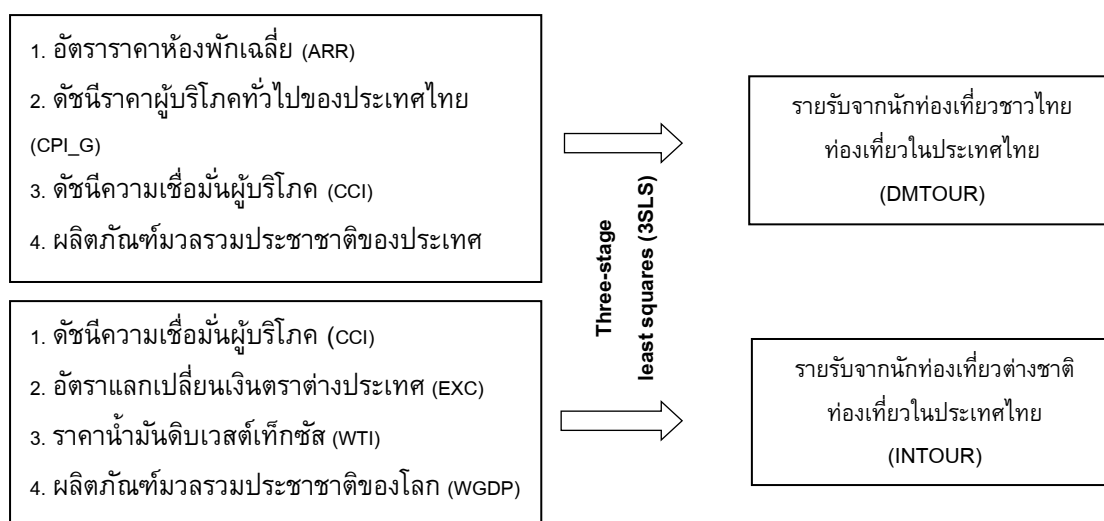 1. อัตราราคาห้องพักเฉลี่ย (ARR)
2. ดัชนีราคาผู้บริโภคทั่วไปของประเทศไทย
(CPI_G)
3. ดัชนีความเชื่อมั่นผู้บริโภค (CCI)
4. ผลิตภัณฑ์มวลรวมประชาชาติของประเทศ
รายรับจากนักท่องเที่ยวชาวไทย
ท่องเที่ยวในประเทศไทย
(DMTOUR)
Three-stage
least squares (3SLS)
1. ดัชนีความเชื่อมั่นผู้บริโภค (CCI)
2. อัตราแลกเปลี่ยนเงินตราต่างประเทศ (EXC)
3. ราคาน้ำมันดิบเวสต์เท็กซัส (WTI)
4. ผลิตภัณฑ์มวลรวมประชาชาติของโลก (WGDP)
รายรับจากนักท่องเที่ยวต่างชาติ
ท่องเที่ยวในประเทศไทย
(INTOUR)